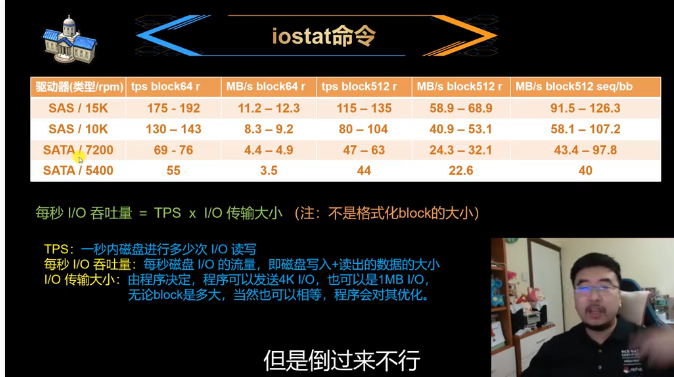 iostat命令
驱动器(类型/rpm) tps block64 r MB/s block64 r tps block512 r MB/s block512 r MB/s block512 seq/bb
SAS / 15K 175 - 192 11.2 – 12.3 115 – 135 58.9 – 68.9 91.5 – 126.3
SAS / 10K 130 – 143 8.3 – 9.2 80 – 104 40.9 – 53.1 58.1 – 107.2
SATA / 7200 69 - 76 4.4 – 4.9 47 – 63 24.3 – 32.1 43.4 – 97.8
SATA / 5400 55 3.5 44 22.6 40
每秒 I/O 吞吐量 = TPS x I/O 传输大小 （注：不是格式化block的大小）
TPS：一秒内磁盘进行多少次 I/O 读写
每秒 I/O 吞吐量：每秒磁盘 I/O 的流量，即磁盘写入+读出的数据的大小
I/O 传输大小：由程序决定，程序可以发送4K I/O，也可以是1MB I/O，
无论block是多大，当然也可以相等，程序会对其优化。
但是倒过来不行